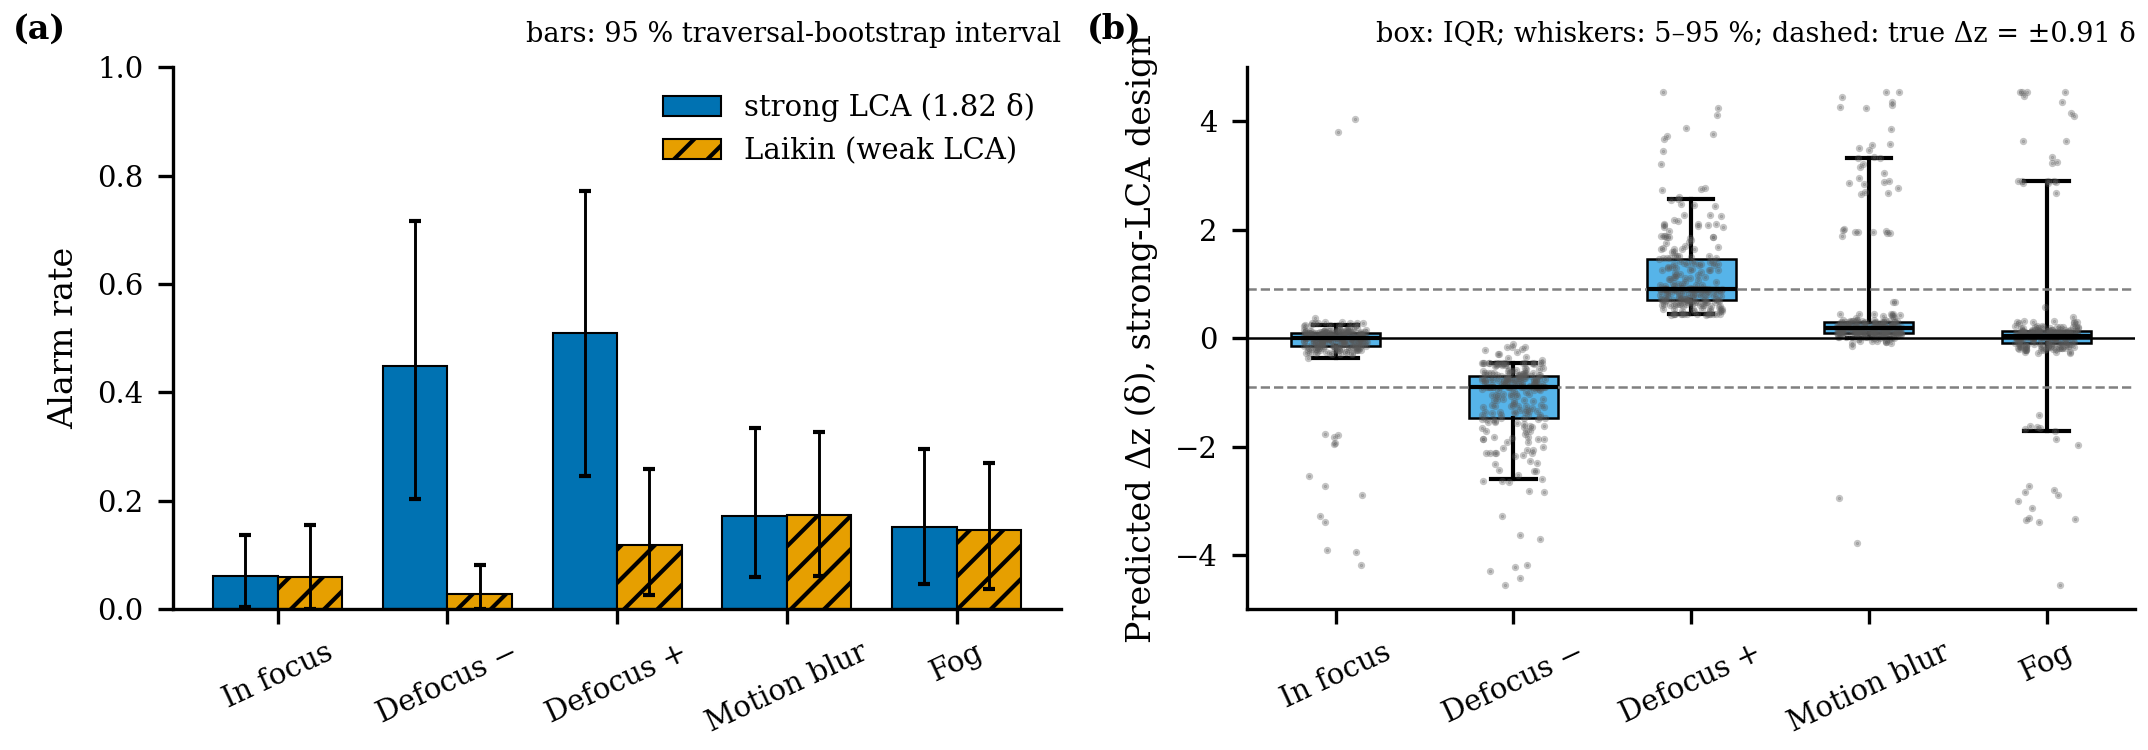 (a)
bars: 95 % traversal-bootstrap interval
Alarm rate
1.0
0.8
0.6
0.4
0.2
0.0
strong LCA (1.82 δ)
Laikin (weak LCA)
In focus
Defocus −
Defocus +
Motion blur
Fog
(b)
box: IQR; whiskers: 5–95 %; dashed: true Δz = ±0.91 δ
Predicted Δz (δ), strong-LCA design
4
2
0
−2
−4
In focus
Defocus −
Defocus +
Motion blur
Fog